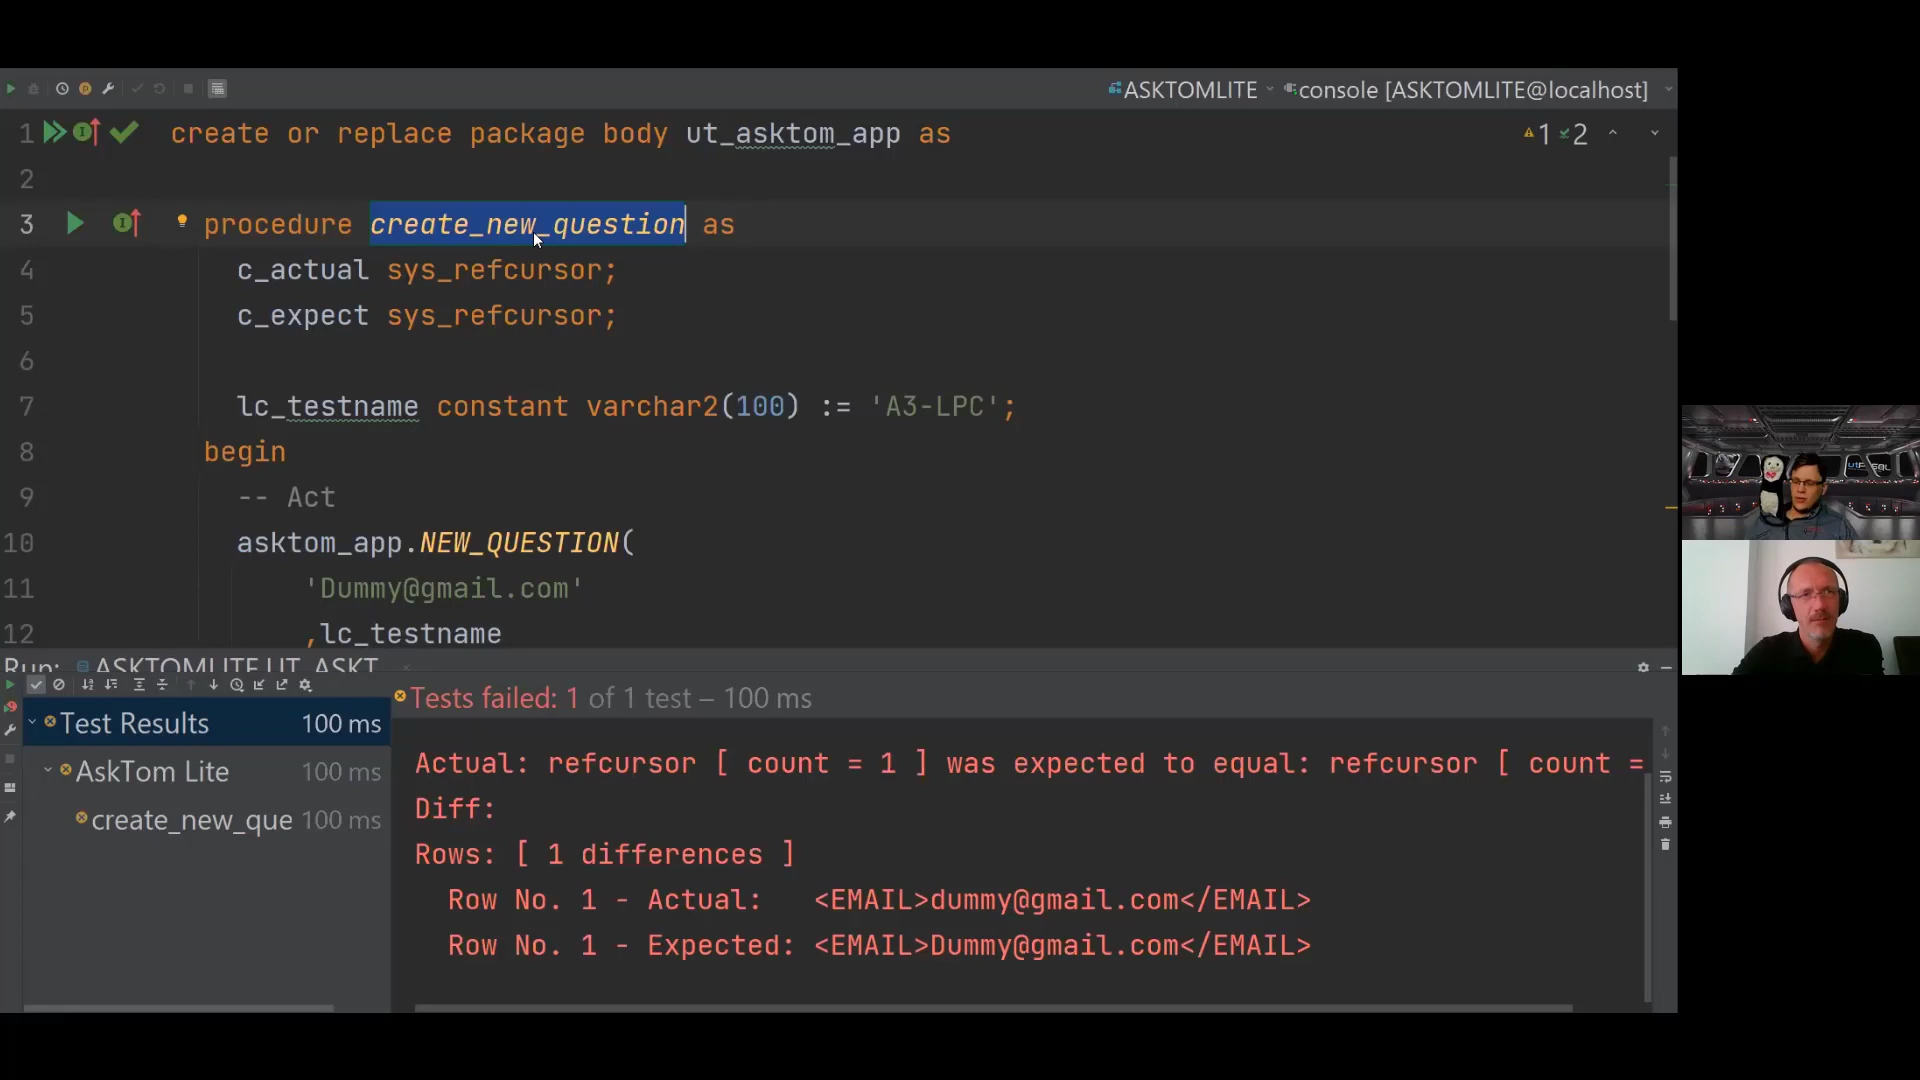 ASKTOMLITE console [ASKTOMLITE@localhost]
1 create or replace package body ut_asktom_app as
1 2
2
3 procedure create_new_question as
4 c_actual sys_refcursor;
5 c_expect sys_refcursor;
6
7 lc_testname constant varchar2(100) := 'A3-LPC';
8 begin
9 -- Act
10 asktom_app.NEW_QUESTION(
11 'Dummy@gmail.com'
12 ,lc_testname
Run: ASKTOMLITE.UT_ASKT
Tests failed: 1 of 1 test – 100 ms
Test Results 100 ms
AskTom Lite 100 ms
create_new_que 100 ms
Actual: refcursor [ count = 1 ] was expected to equal: refcursor [ count =
Diff:
Rows: [ 1 differences ]
Row No. 1 - Actual: <EMAIL>dummy@gmail.com</EMAIL>
Row No. 1 - Expected: <EMAIL>Dummy@gmail.com</EMAIL>